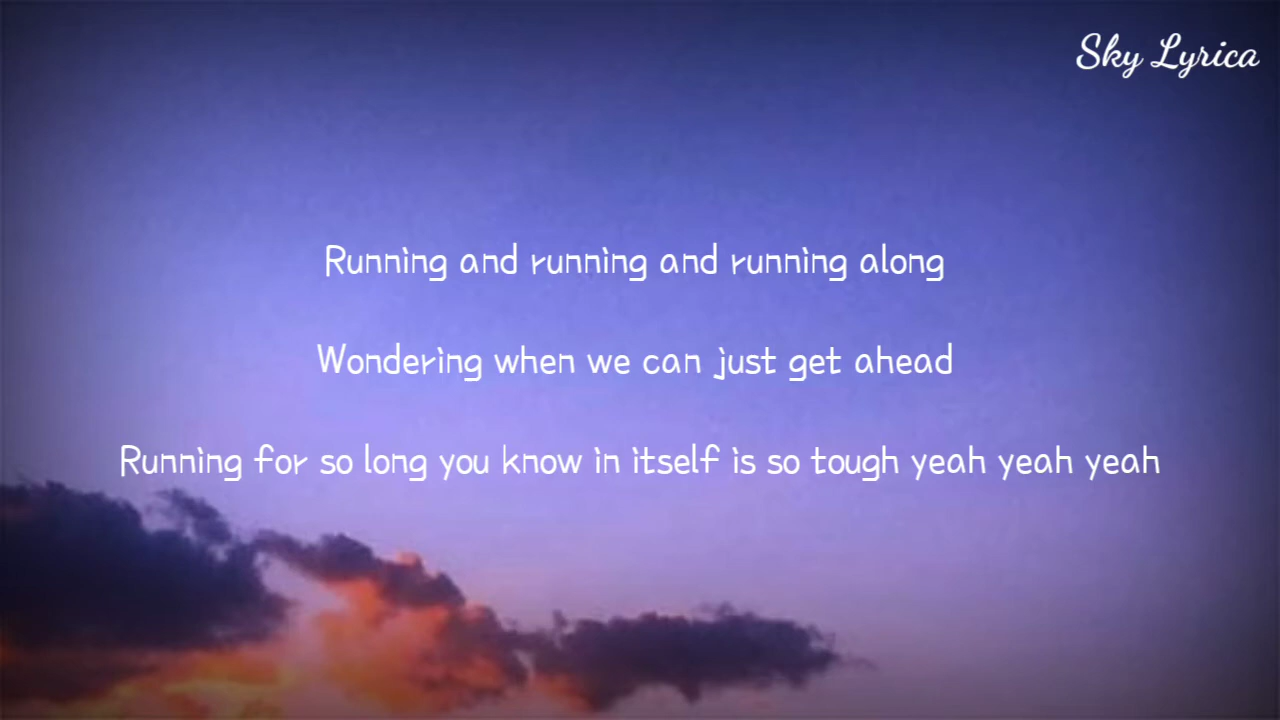 Sky Lyrica
Running and running and running along
Wondering when we can just get ahead
Running for so long you know in itself is so tough yeah yeah yeah